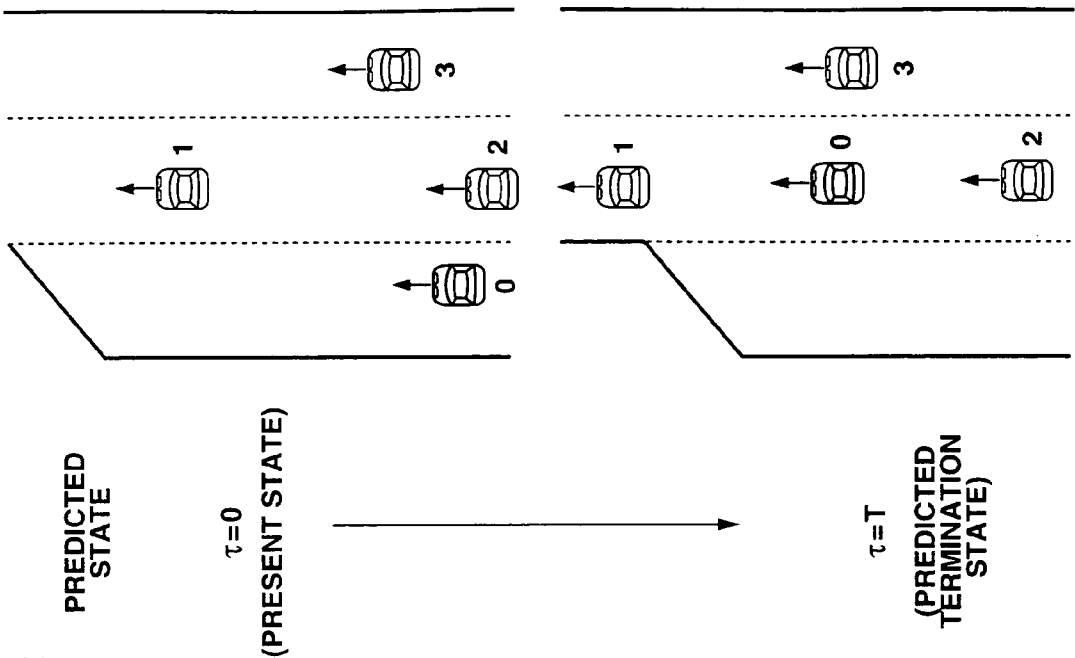 PREDICTED
STATE
τ=0
(PRESENT STATE)
τ=T
(PREDICTED
TERMINATION
STATE)
3
1
2
0
3
1
0
2